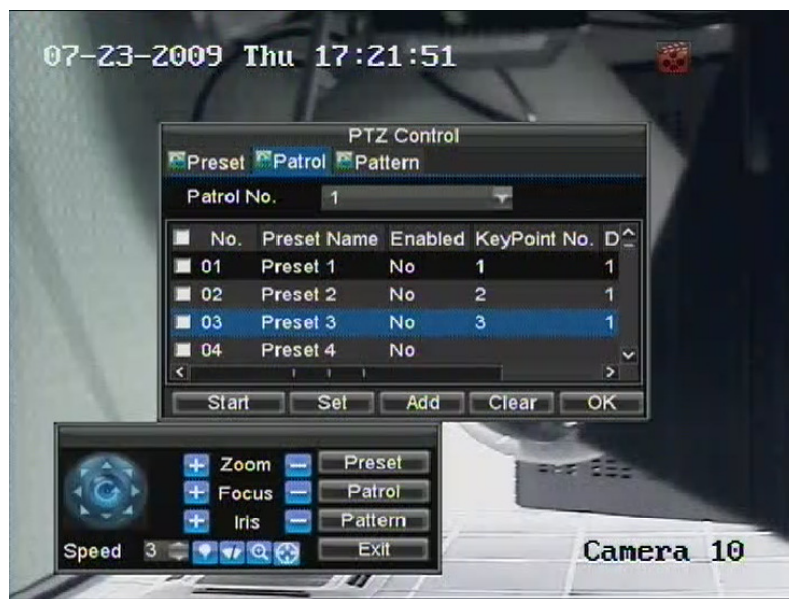 07-23-2009 Thu 17:21:51
PTZ Control
Preset Patrol Pattern
Patrol No. 1
No. Preset Name Enabled KeyPoint No. D
01 Preset 1 No 1 1
02 Preset 2 No 2 1
03 Preset 3 No 3 1
04 Preset 4 No
Start Set Add Clear OK
Zoom Preset
Focus Patrol
Iris Pattern
Speed 3 Exit
Camera 10